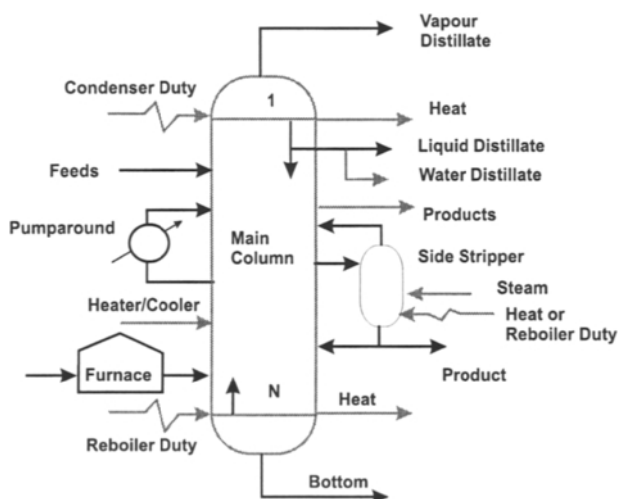 Vapour
Distillate
Condenser Duty
1
Heat
Liquid Distillate
Feeds
Water Distillate
Products
Pumparound
Main
Column
Side Stripper
Steam
Heater/Cooler
Heat or
Reboiler Duty
Furnace
Product
N
Heat
Reboiler Duty
Bottom